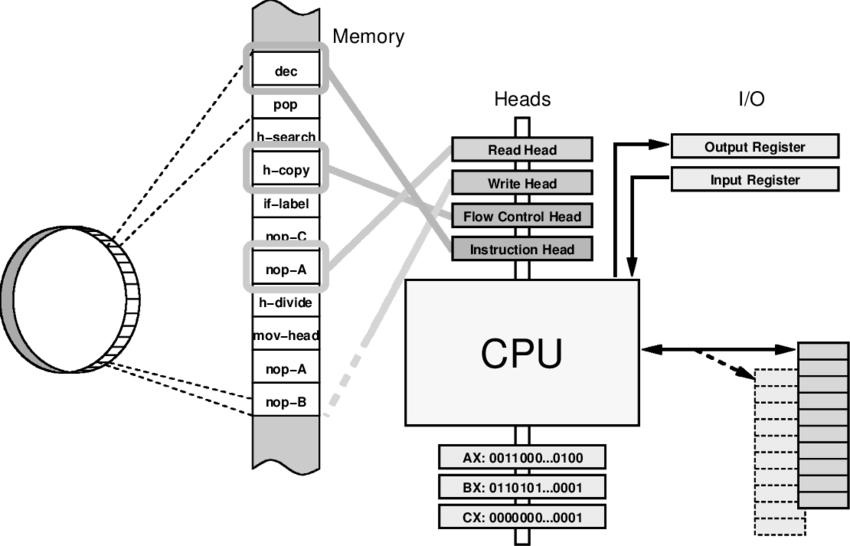 Memory
dec
pop
h-search
h-copy
if-label
nop-C
nop-A
h-divide
mov-head
nop-A
nop-B
Heads
Read Head
Write Head
Flow Control Head
Instruction Head
I/O
Output Register
Input Register
CPU
AX: 0011000...0100
BX: 0110101...0001
CX: 0000000...0001